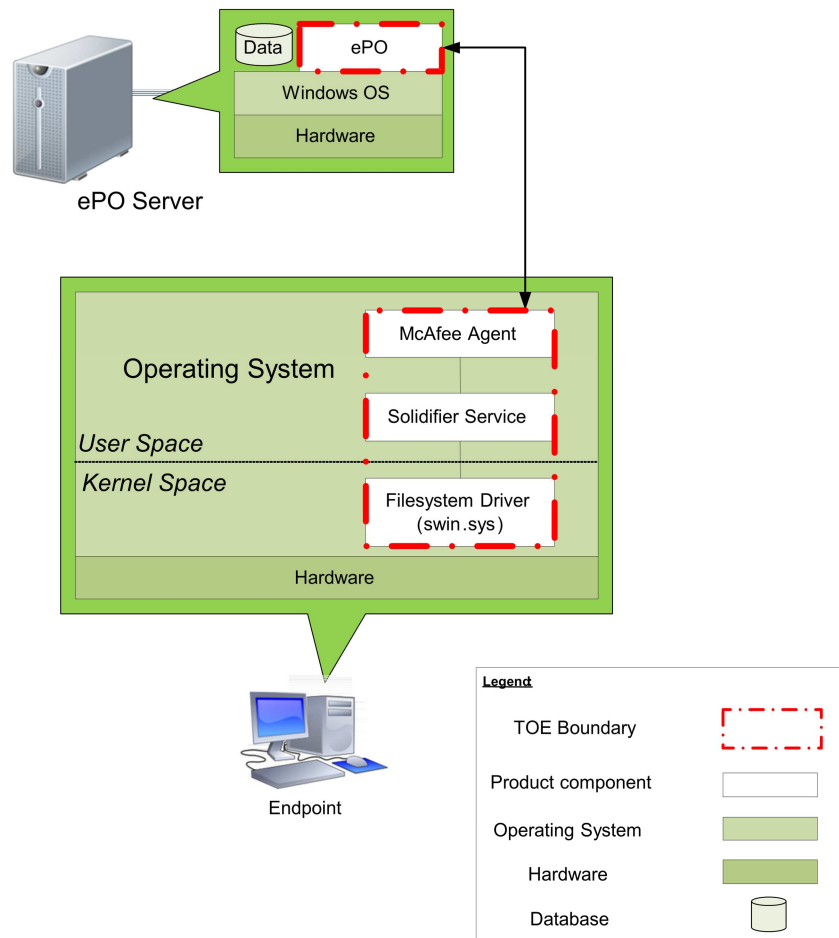 Data
ePO
Windows OS
Hardware
ePO Server
McAfee Agent
Operating System
Solidifier Service
User Space
Kernel Space
Filesystem Driver
(swin.sys)
Hardware
Endpoint
Legend
TOE Boundary
Product component
Operating System
Hardware
Database